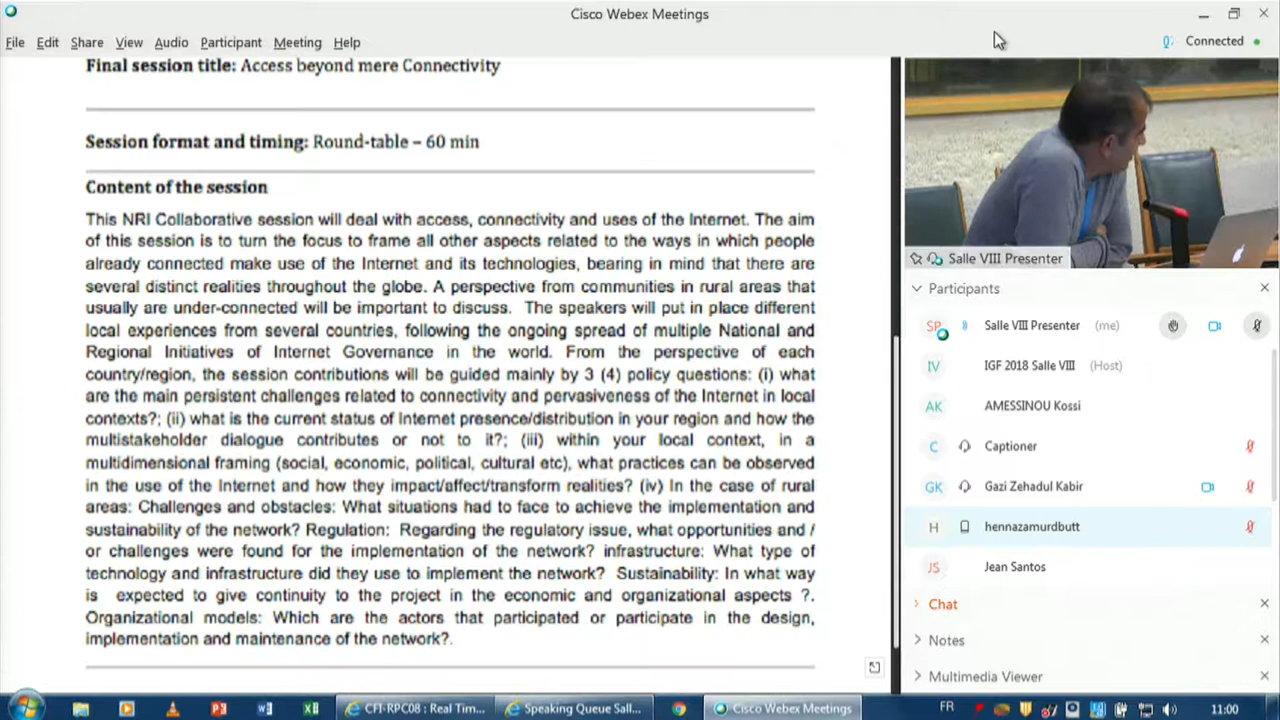 Cisco Webex Meetings
File Edit Share View Audio Participant Meeting Help
Connected
Final session title: Access beyond mere Connectivity
Session format and timing: Round-table – 60 min
Content of the session
This NRI Collaborative session will deal with access, connectivity and uses of the Internet. The aim
of this session is to turn the focus to frame all other aspects related to the ways in which people
already connected make use of the Internet and its technologies, bearing in mind that there are
several distinct realities throughout the globe. A perspective from communities in rural areas that
usually are under-connected will be important to discuss. The speakers will put in place different
local experiences from several countries, following the ongoing spread of multiple National and
Regional Initiatives of Internet Governance in the world. From the perspective of each
country/region, the session contributions will be guided mainly by 3 (4) policy questions: (i) what
are the main persistent challenges related to connectivity and pervasiveness of the Internet in local
contexts?; (ii) what is the current status of Internet presence/distribution in your region and how the
multistakeholder dialogue contributes or not to it?; (iii) within your local context, in a
multidimensional framing (social, economic, political, cultural etc), what practices can be observed
in the use of the Internet and how they impact/affect/transform realities? (iv) In the case of rural
areas: Challenges and obstacles: What situations had to face to achieve the implementation and
sustainability of the network? Regulation: Regarding the regulatory issue, what opportunities and /
or challenges were found for the implementation of the network? infrastructure: What type of
technology and infrastructure did they use to implement the network? Sustainability: In what way
is expected to give continuity to the project in the economic and organizational aspects ?.
Organizational models: Which are the actors that participated or participate in the design,
implementation and maintenance of the network?.
Salle VIII Presenter
Participants
SP Salle VIII Presenter (me)
IV IGF 2018 Salle VIII (Host)
AK AMESSINOU Kossi
C Captioner
GK Gazi Zehadul Kabir
H hennazamurdbutt
JS Jean Santos
Chat
Notes
Multimedia Viewer
CFI-RPC08 : Real Tim...
Speaking Queue Sall...
Cisco Webex Meetings
FR
11:00